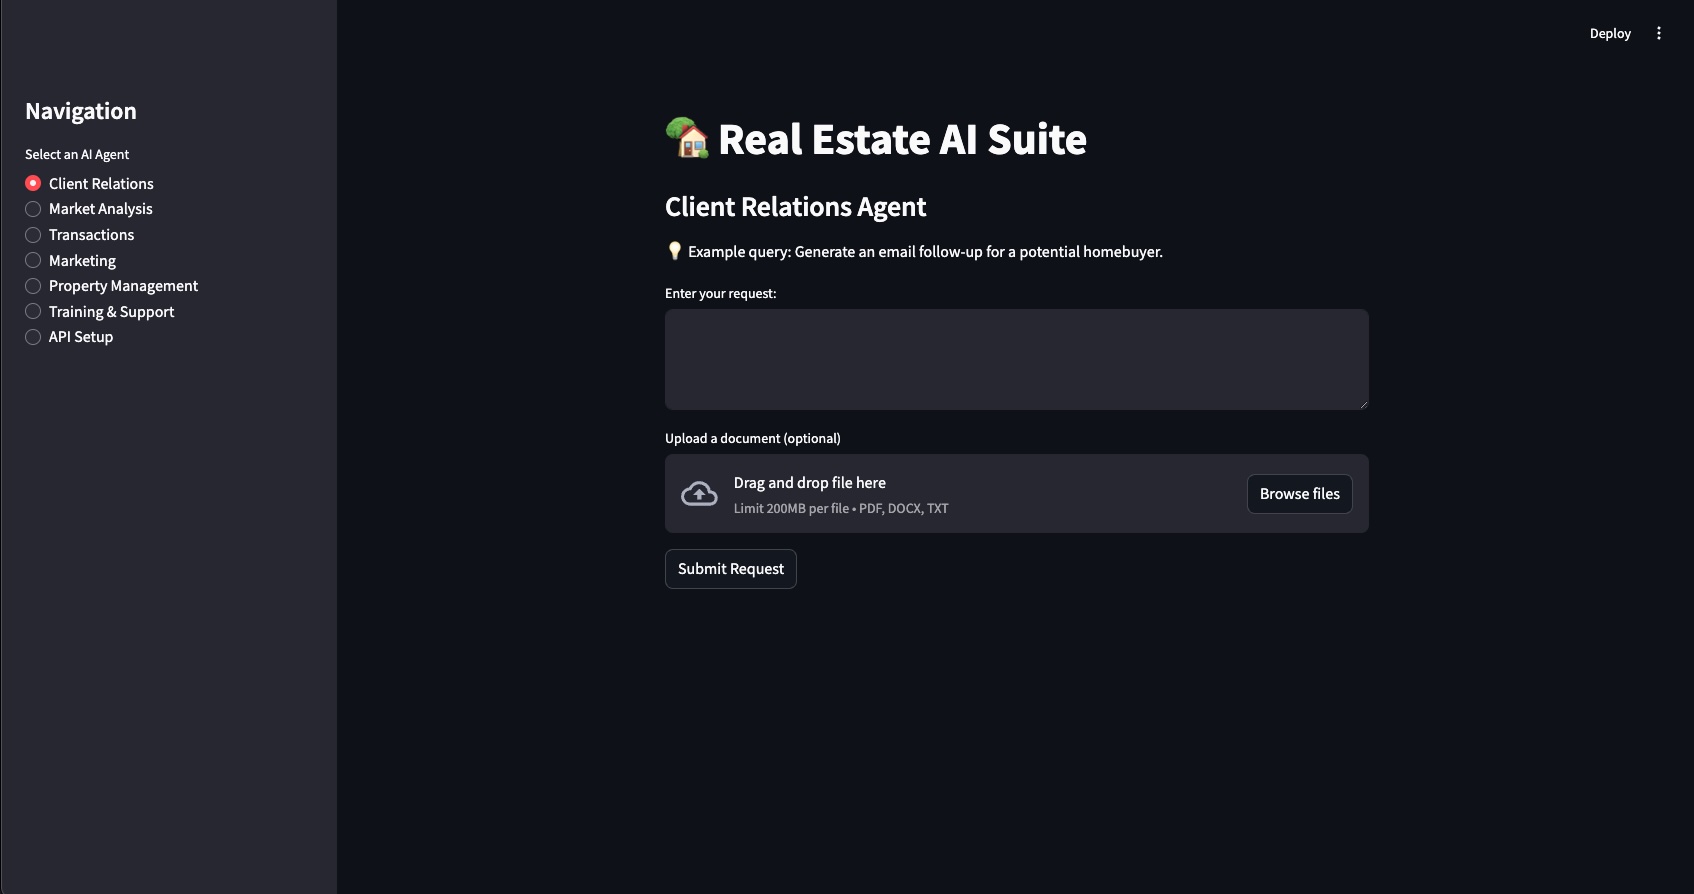 Deploy
Navigation
Select an AI Agent
Client Relations
Market Analysis
Transactions
Marketing
Property Management
Training & Support
API Setup
Real Estate AI Suite
Client Relations Agent
Example query: Generate an email follow-up for a potential homebuyer.
Enter your request:
Upload a document (optional)
Drag and drop file here
Limit 200MB per file • PDF, DOCX, TXT
Browse files
Submit Request